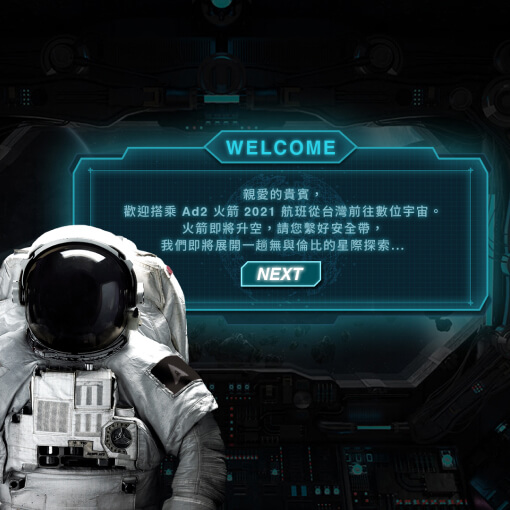 WELCOME
親愛的貴賓，
歡迎搭乘 Ad2 火箭 2021 航班從台灣前往數位宇宙。
火箭即將升空，請您繫好安全帶，
我們即將展開一趟無與倫比的星際探索...
NEXT